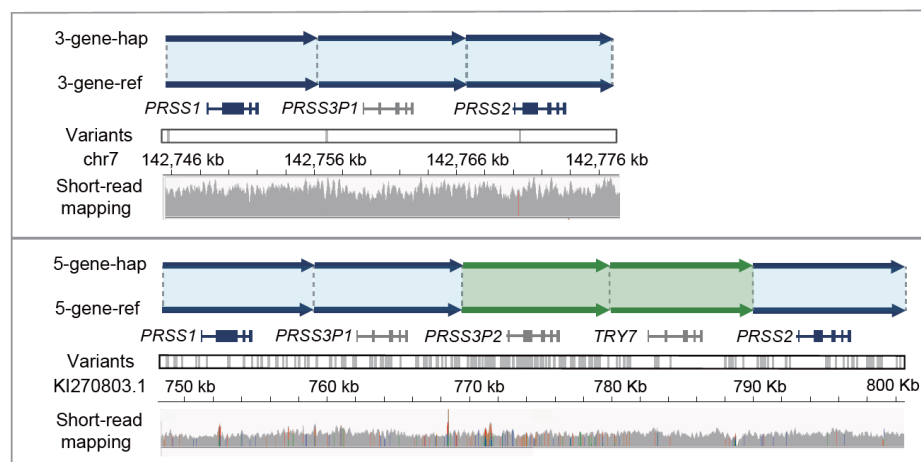 3-gene-hap
3-gene-ref
PRSS1 PRSS3P1 PRSS2
Variants
chr7 142,746 kb 142,756 kb 142,766 kb 142,776 kb
Short-read
mapping
5-gene-hap
5-gene-ref
PRSS1 PRSS3P1 PRSS3P2 TRY7 PRSS2
Variants
KI270803.1 750 kb 760 kb 770 kb 780 kb 790 kb 800 Kb
Short-read
mapping